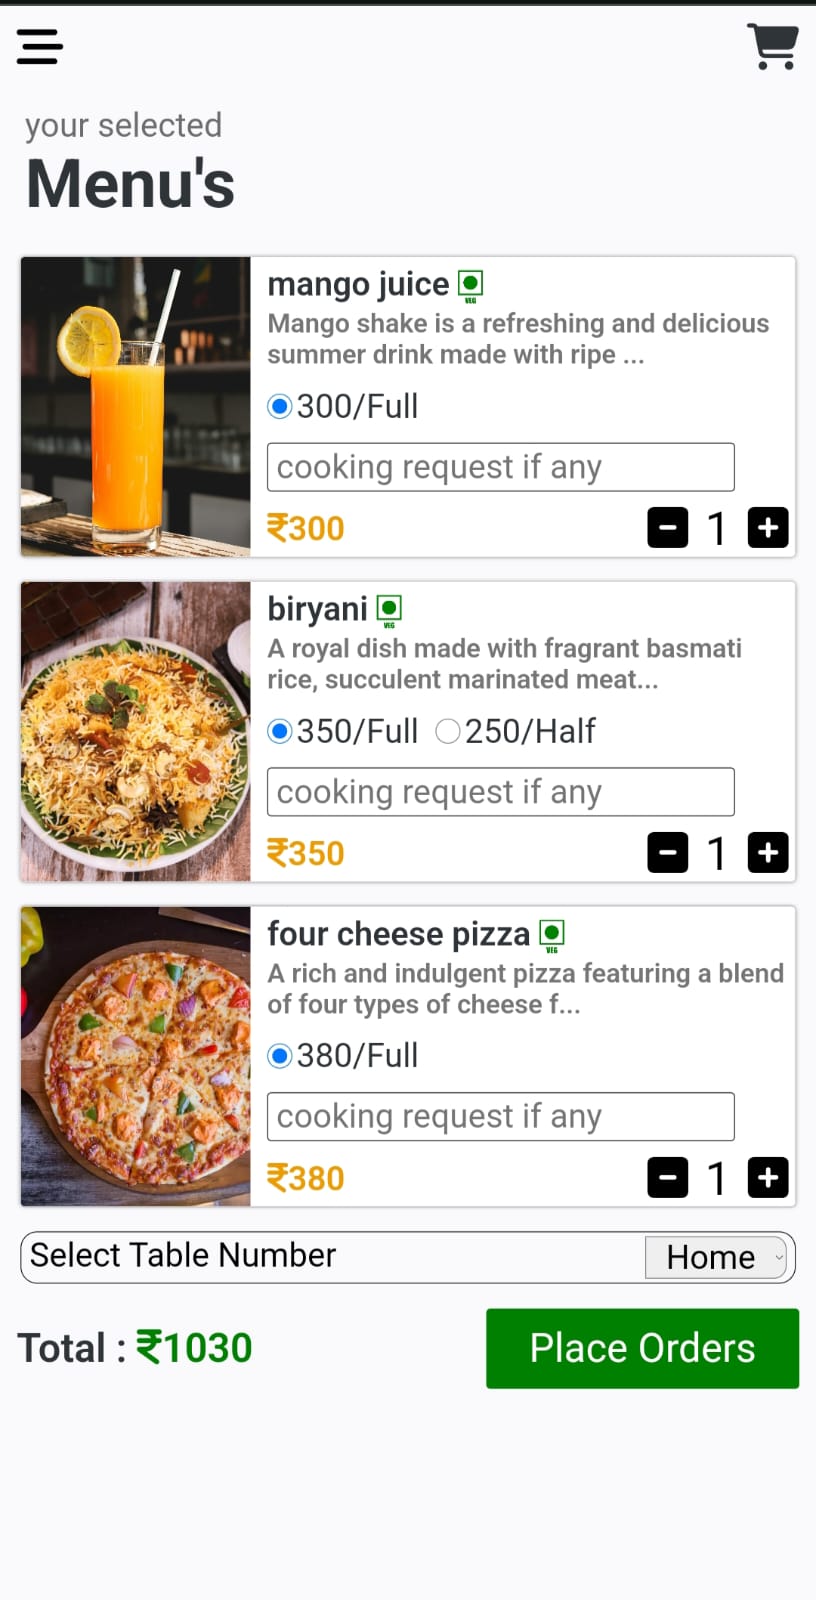 your selected
Menu's
mango juice
VEG
Mango shake is a refreshing and delicious
summer drink made with ripe ...
300/Full
cooking request if any
₹300
1
biryani
VEG
A royal dish made with fragrant basmati
rice, succulent marinated meat...
350/Full 250/Half
cooking request if any
₹350
1
four cheese pizza
VEG
A rich and indulgent pizza featuring a blend
of four types of cheese f...
380/Full
cooking request if any
₹380
1
Select Table Number Home
Total : ₹1030 Place Orders